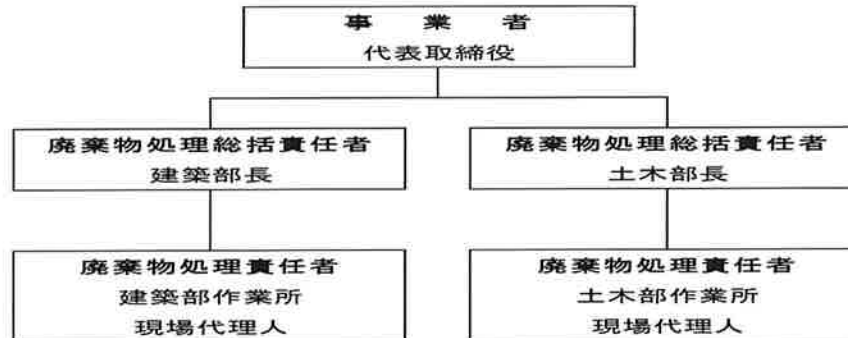 事業者
代表取締役
廃棄物処理総括責任者
建築部長
廃棄物処理総括責任者
土木部長
廃棄物処理責任者
建築部作業所
現場代理人
廃棄物処理責任者
土木部作業所
現場代理人